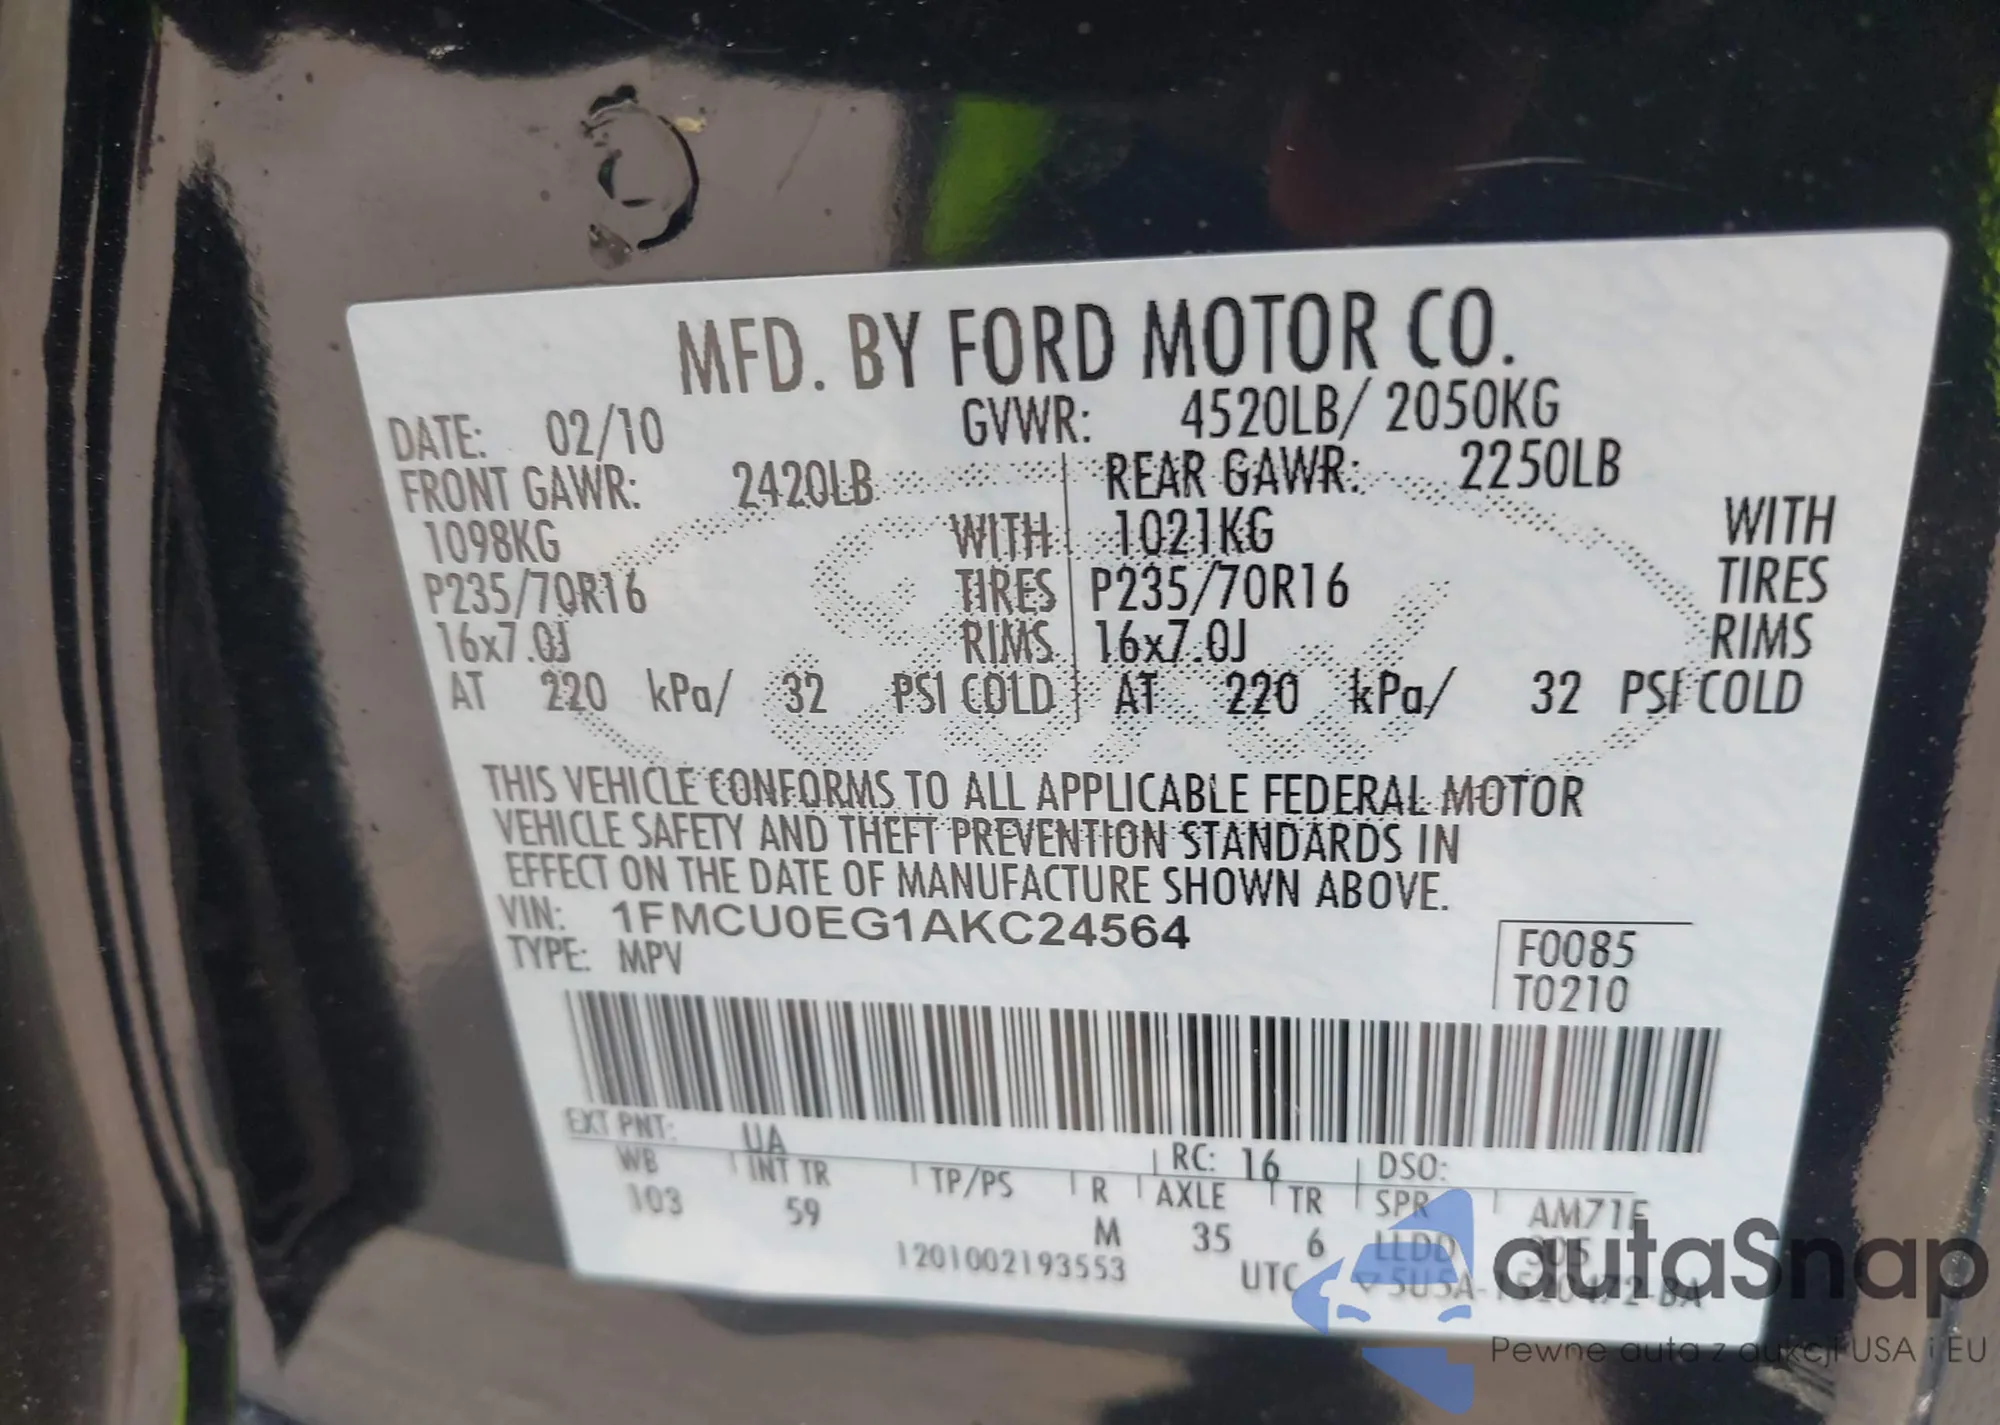 MFD. BY FORD MOTOR CO.
DATE: 02/10 GVWR: 4520LB/ 2050KG
FRONT GAWR: 2420LB REAR GAWR: 2250LB
1098KG WITH 1021KG WITH
P235/70R16 TIRES P235/70R16 TIRES
16x7.0J RIMS 16x7.0J RIMS
AT 220 kPa/ 32 PSI COLD AT 220 kPa/ 32 PSI COLD
THIS VEHICLE CONFORMS TO ALL APPLICABLE FEDERAL MOTOR
VEHICLE SAFETY AND THEFT PREVENTION STANDARDS IN
EFFECT ON THE DATE OF MANUFACTURE SHOWN ABOVE.
VIN: 1FMCU0EG1AKC24564
TYPE: MPV
F0085
T0210
EXT PNT: UA RC: 16 DSO:
WB INT TR TP/PS R AXLE TR SPR AM71F
103 59 M 35 6 LLDD 305
1201002193553 UTC
autaSnap
Pewne auta z aukcji USA i EU